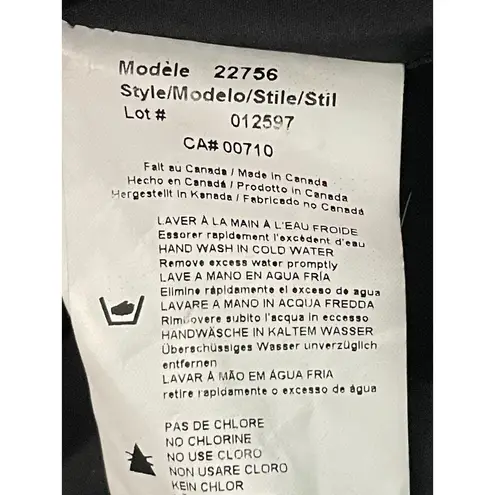 Modèle 22756
Style/Modelo/Stile/Stil
Lot # 012597
CA# 00710
Fait au Canada / Made in Canada
Hecho en Canadá / Prodotto in Canada
Hergestellt in Kanada / Fabricado no Canadá
LAVER À LA MAIN À L'EAU FROIDE
Essorer rapidement l'excédent d'eau
HAND WASH IN COLD WATER
Remove excess water promptly
LAVE A MANO EN AGUA FRÍA
Elimine rápidamente el exceso de agua
LAVARE A MANO IN ACQUA FREDDA
Rimuovere subito l'acqua in eccesso
HANDWÄSCHE IN KALTEM WASSER
Überschüssiges Wasser unverzüglich
entfernen
LAVAR À MÃO EM ÁGUA FRIA
retire rapidamente o excesso de água
PAS DE CHLORE
NO CHLORINE
NO USE CLORO
NON USARE CLORO
KEIN CHLOR